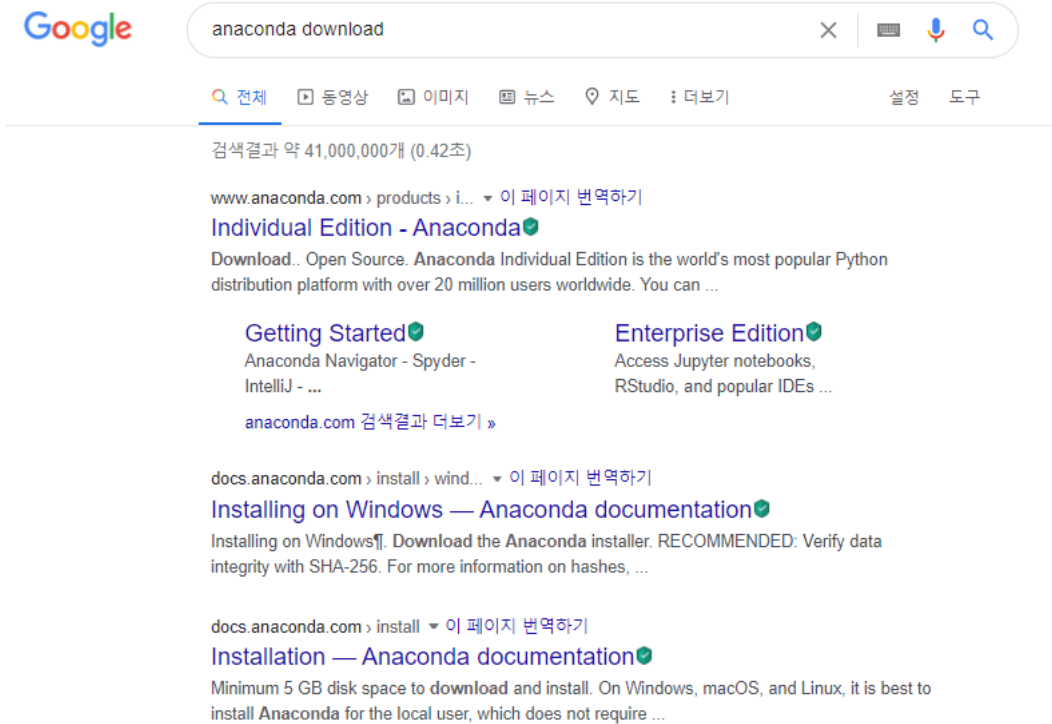 Google
anaconda download
전체 동영상 이미지 뉴스 지도 더보기 설정 도구
검색결과 약 41,000,000개 (0.42초)
www.anaconda.com › products › i... 이 페이지 번역하기
Individual Edition - Anaconda
Download.. Open Source. Anaconda Individual Edition is the world's most popular Python
distribution platform with over 20 million users worldwide. You can ...
Getting Started
Anaconda Navigator - Spyder -
IntelliJ - ...
Enterprise Edition
Access Jupyter notebooks,
RStudio, and popular IDEs ...
anaconda.com 검색결과 더보기 »
docs.anaconda.com › install › wind... 이 페이지 번역하기
Installing on Windows — Anaconda documentation
Installing on Windows¶. Download the Anaconda installer. RECOMMENDED: Verify data
integrity with SHA-256. For more information on hashes, ...
docs.anaconda.com › install 이 페이지 번역하기
Installation — Anaconda documentation
Minimum 5 GB disk space to download and install. On Windows, macOS, and Linux, it is best to
install Anaconda for the local user, which does not require ...